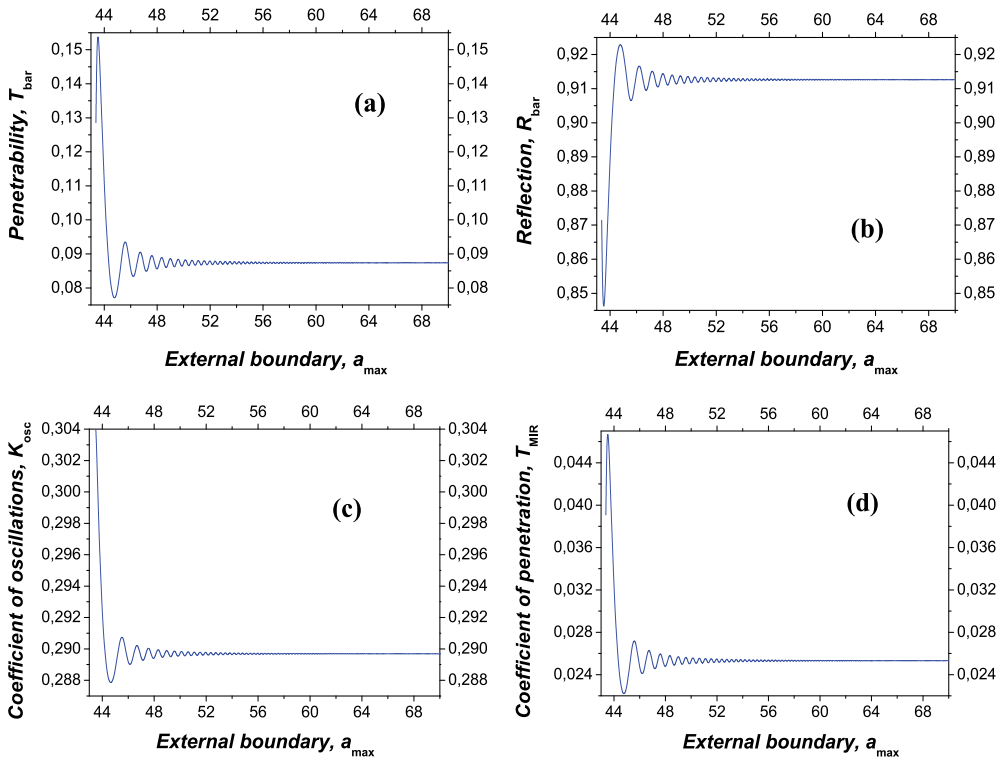 44 48 52 56 60 64 68
0,15 0,15
0,14 0,14
0,13 0,13
0,12 0,12
0,11 0,11
0,10 0,10
0,09 0,09
0,08 0,08
Penetrability, T_bar
(a)
44 48 52 56 60 64 68
External boundary, a_max
44 48 52 56 60 64 68
0,92 0,92
0,91 0,91
0,90 0,90
0,89 0,89
0,88 0,88
0,87 0,87
0,86 0,86
0,85 0,85
Reflection, R_bar
(b)
44 48 52 56 60 64 68
External boundary, a_max
44 48 52 56 60 64 68
0,304 0,304
0,302 0,302
0,300 0,300
0,298 0,298
0,296 0,296
0,294 0,294
0,292 0,292
0,290 0,290
0,288 0,288
Coefficient of oscillations, K_osc
(c)
44 48 52 56 60 64 68
External boundary, a_max
44 48 52 56 60 64 68
0,044 0,044
0,040 0,040
0,036 0,036
0,032 0,032
0,028 0,028
0,024 0,024
Coefficient of penetration, T_MIR
(d)
44 48 52 56 60 64 68
External boundary, a_max